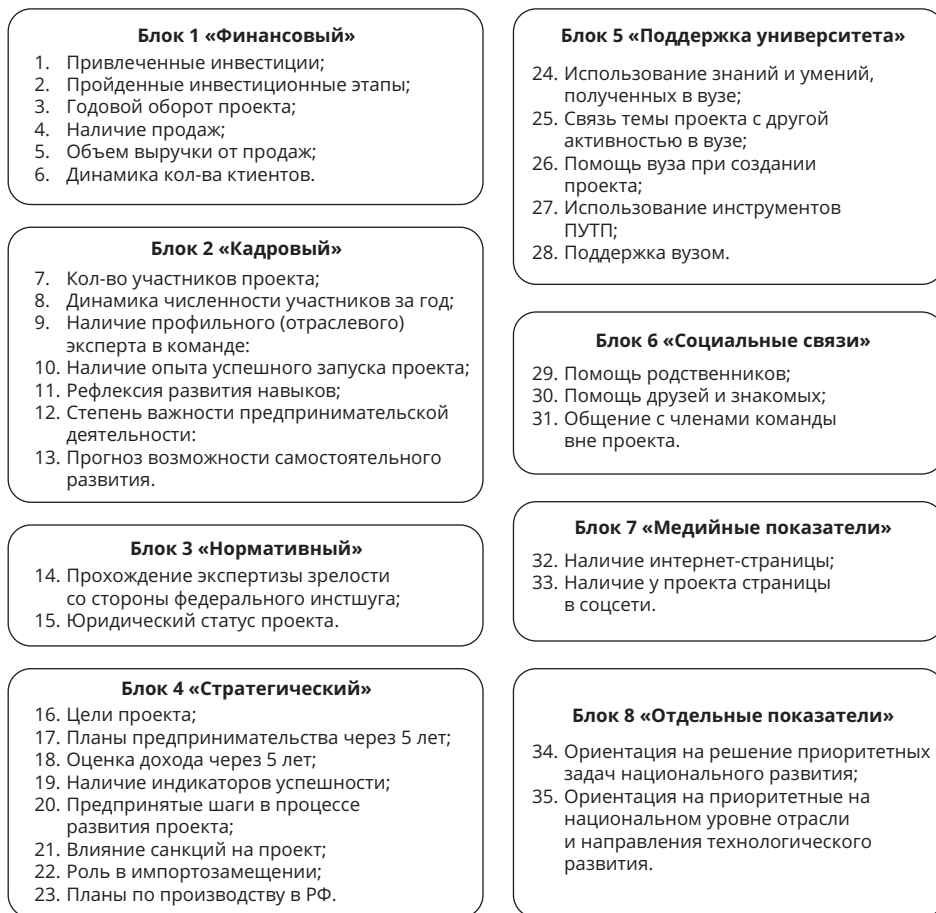 Блок 1 «Финансовый»
1. Привлеченные инвестиции;
2. Пройденные инвестиционные этапы;
3. Годовой оборот проекта;
4. Наличие продаж;
5. Объем выручки от продаж;
6. Динамика кол-ва ктиентов.
Блок 2 «Кадровый»
7. Кол-во участников проекта;
8. Динамика численности участников за год;
9. Наличие профильного (отраслевого)
эксперта в команде:
10. Наличие опыта успешного запуска проекта;
11. Рефлексия развития навыков;
12. Степень важности предпринимательской
деятельности:
13. Прогноз возможности самостоятельного
развития.
Блок 3 «Нормативный»
14. Прохождение экспертизы зрелости
со стороны федерального инстшуга;
15. Юридический статус проекта.
Блок 4 «Стратегический»
16. Цели проекта;
17. Планы предпринимательства через 5 лет;
18. Оценка дохода через 5 лет;
19. Наличие индикаторов успешности;
20. Предпринятые шаги в процессе
развития проекта;
21. Влияние санкций на проект;
22. Роль в импортозамещении;
23. Планы по производству в РФ.
Блок 5 «Поддержка университета»
24. Использование знаний и умений,
полученных в вузе;
25. Связь темы проекта с другой
активностью в вузе;
26. Помощь вуза при создании
проекта;
27. Использование инструментов
ПУТП;
28. Поддержка вузом.
Блок 6 «Социальные связи»
29. Помощь родственников;
30. Помощь друзей и знакомых;
31. Общение с членами команды
вне проекта.
Блок 7 «Медийные показатели»
32. Наличие интернет-страницы;
33. Наличие у проекта страницы
в соцсети.
Блок 8 «Отдельные показатели»
34. Ориентация на решение приоритетных
задач национального развития;
35. Ориентация на приоритетные на
национальном уровне отрасли
и направления технологического
развития.